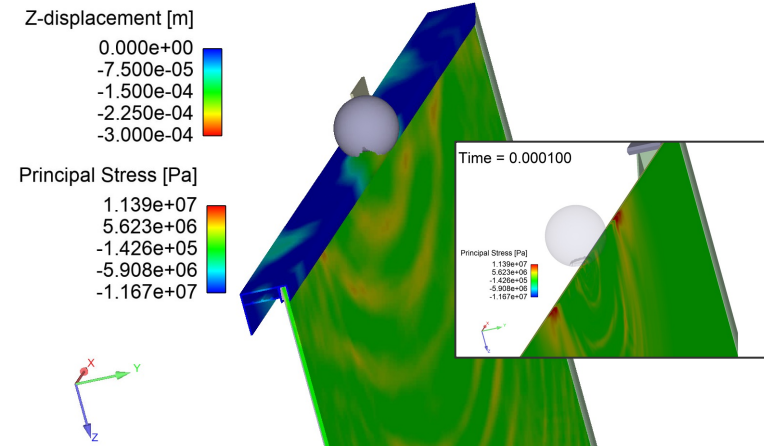 Z-displacement [m]
0.000e+00
-7.500e-05
-1.500e-04
-2.250e-04
-3.000e-04
Principal Stress [Pa]
1.139e+07
5.623e+06
-1.426e+05
-5.908e+06
-1.167e+07
X
Y
Z
Time = 0.000100
Principal Stress [Pa]
1.139e+07
5.623e+06
-1.426e+05
-5.908e+06
-1.167e+07